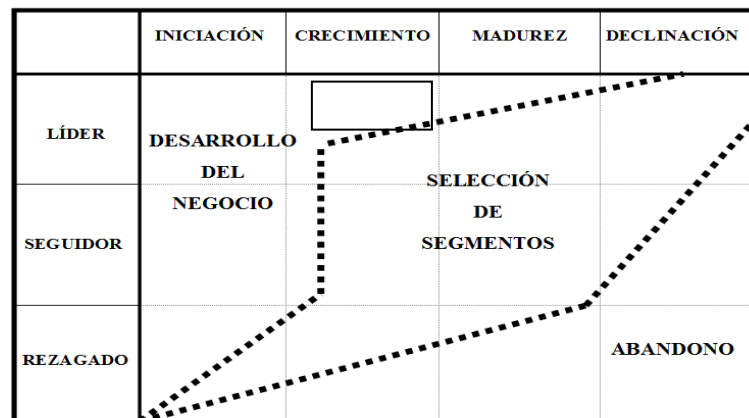 INICIACIÓN CRECIMIENTO MADUREZ DECLINACIÓN
LÍDER
DESARROLLO
DEL
NEGOCIO
SELECCIÓN
DE
SEGMENTOS
SEGUIDOR
REZAGADO
ABANDONO